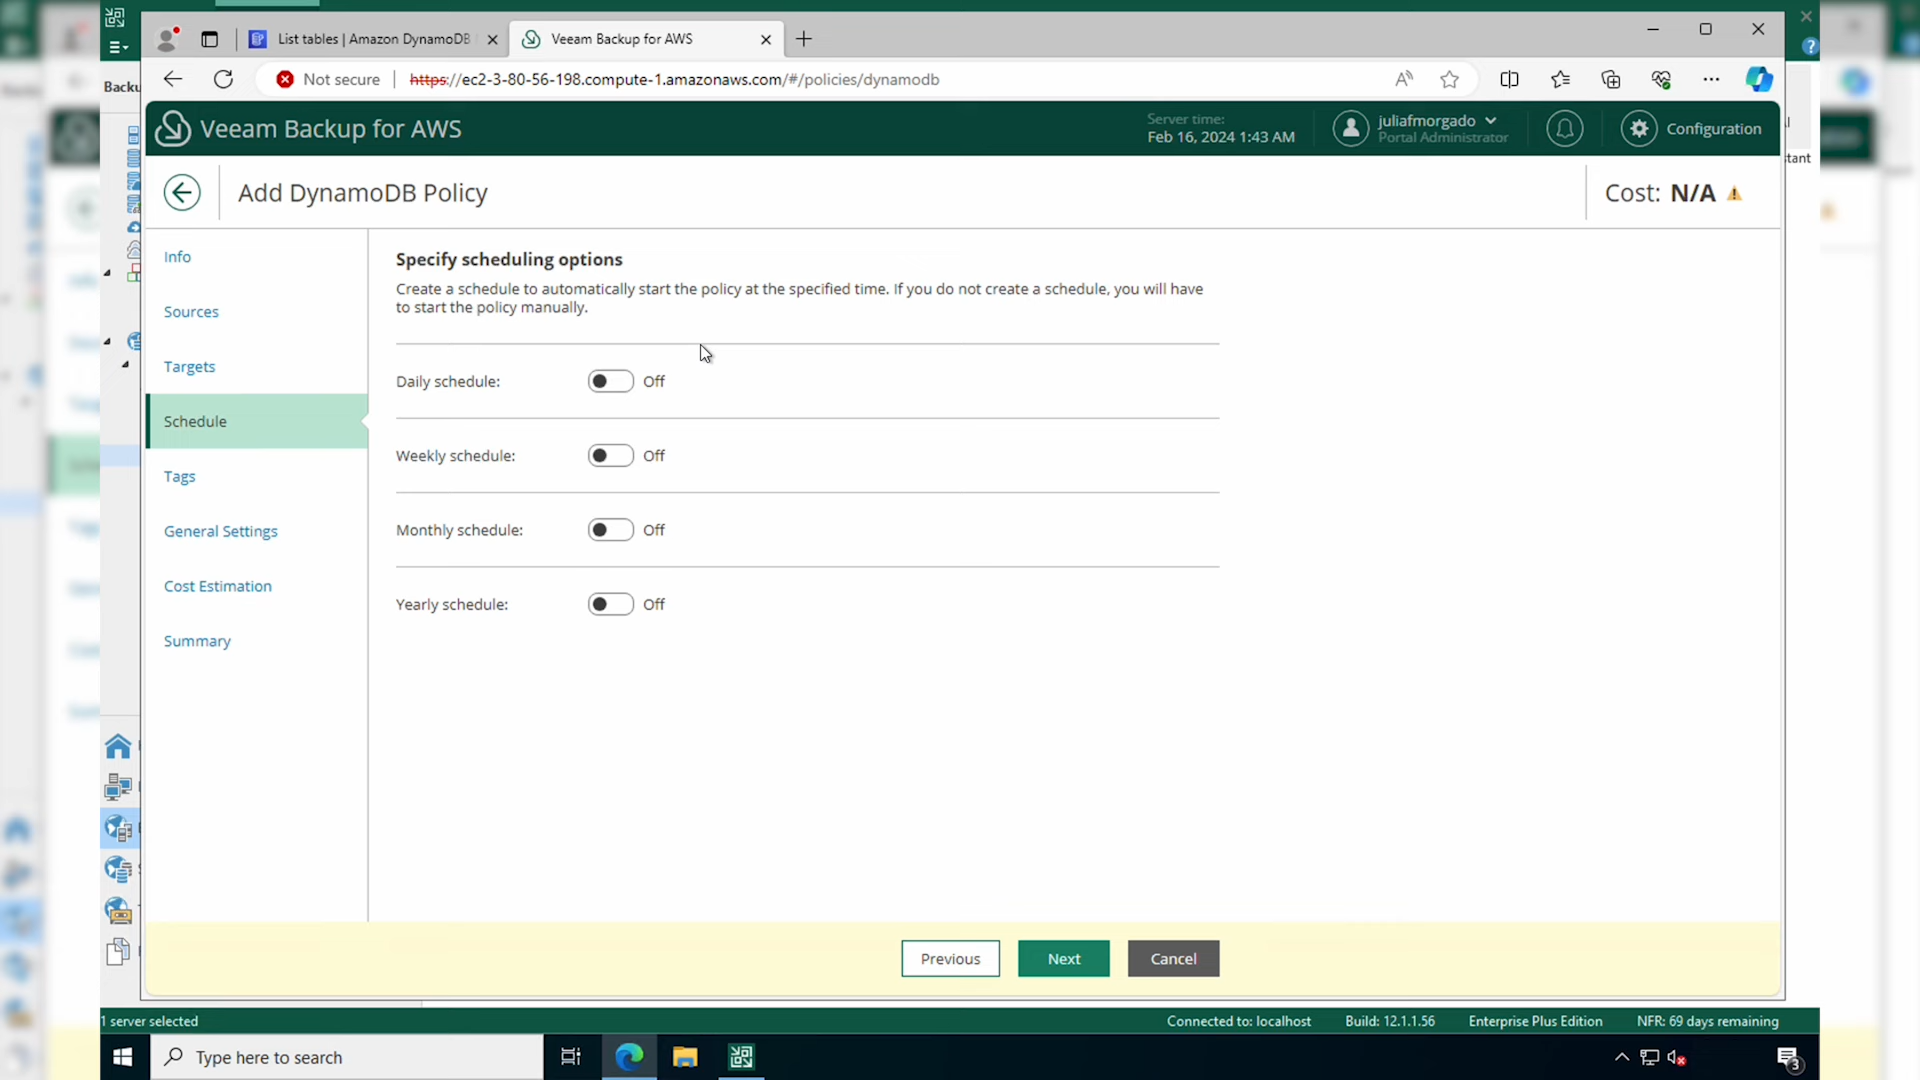 List tables | Amazon DynamoDB
Veeam Backup for AWS
Not secure
https://ec2-3-80-56-198.compute-1.amazonaws.com/#/policies/dynamodb
Backu
Veeam Backup for AWS
Server time:
Feb 16, 2024 1:43 AM
juliafmorgado
Portal Administrator
Configuration
tant
Add DynamoDB Policy
Cost: N/A
Info
Sources
Targets
Schedule
Tags
General Settings
Cost Estimation
Summary
Specify scheduling options
Create a schedule to automatically start the policy at the specified time. If you do not create a schedule, you will have
to start the policy manually.
Daily schedule: Off
Weekly schedule: Off
Monthly schedule: Off
Yearly schedule: Off
Previous
Next
Cancel
1 server selected
Connected to: localhost
Build: 12.1.1.56
Enterprise Plus Edition
NFR: 69 days remaining
Type here to search
3